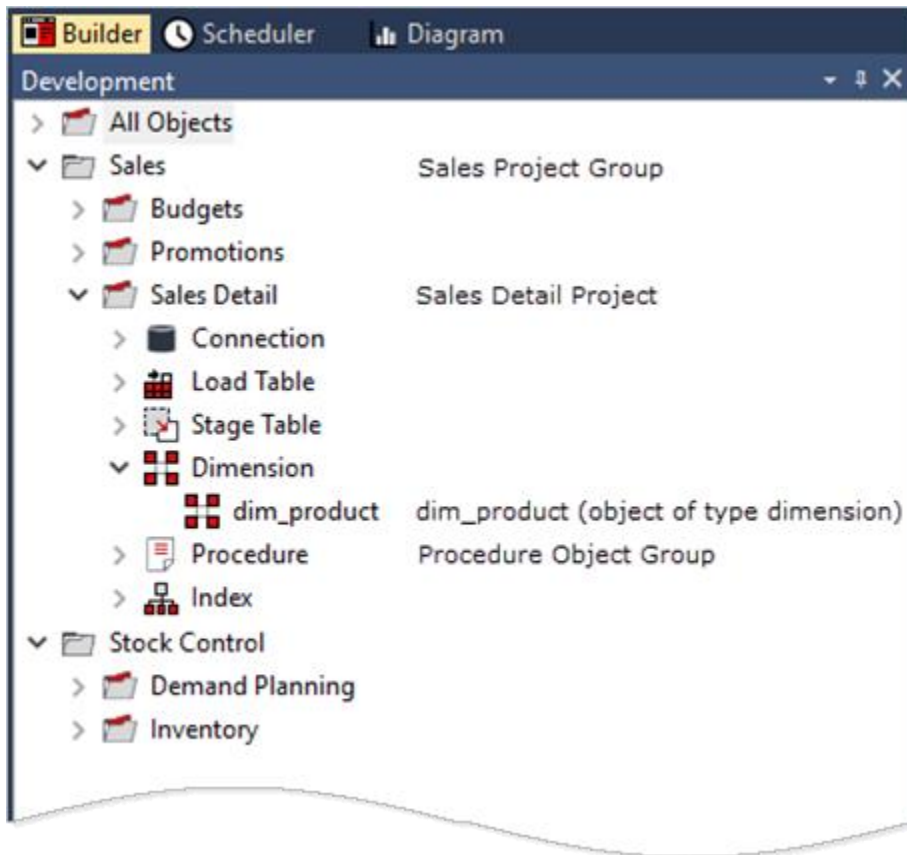 Builder Scheduler Diagram
Development
All Objects
Sales Sales Project Group
Budgets
Promotions
Sales Detail Sales Detail Project
Connection
Load Table
Stage Table
Dimension
dim_product dim_product (object of type dimension)
Procedure Procedure Object Group
Index
Stock Control
Demand Planning
Inventory